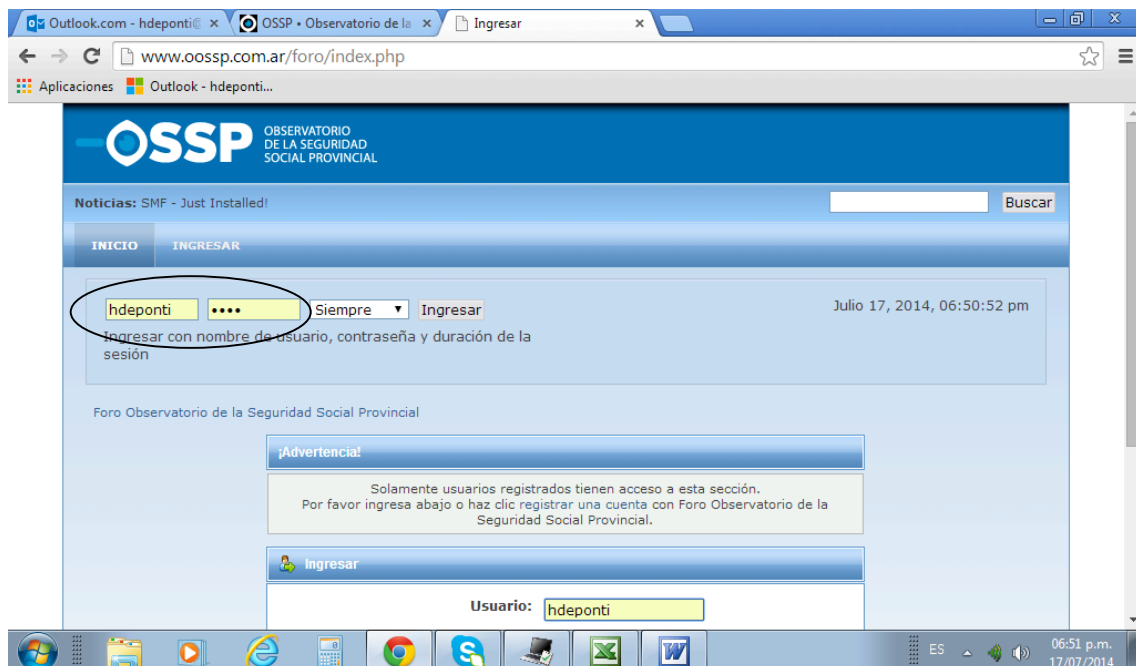 Outlook.com - hdeponti@
OSSP • Observatorio de la
Ingresar
www.oossp.com.ar/foro/index.php
Aplicaciones
Outlook - hdeponti...
OSSP
OBSERVATORIO
DE LA SEGURIDAD
SOCIAL PROVINCIAL
Noticias: SMF - Just Installed!
Buscar
INICIO INGRESAR
hdeponti •••• Siempre Ingresar
Julio 17, 2014, 06:50:52 pm
Ingresar con nombre de usuario, contraseña y duración de la
sesión
Foro Observatorio de la Seguridad Social Provincial
¡Advertencia!
Solamente usuarios registrados tienen acceso a esta sección.
Por favor ingresa abajo o haz clic registrar una cuenta con Foro Observatorio de la
Seguridad Social Provincial.
Ingresar
Usuario: hdeponti
ES
06:51 p.m.
17/07/2014